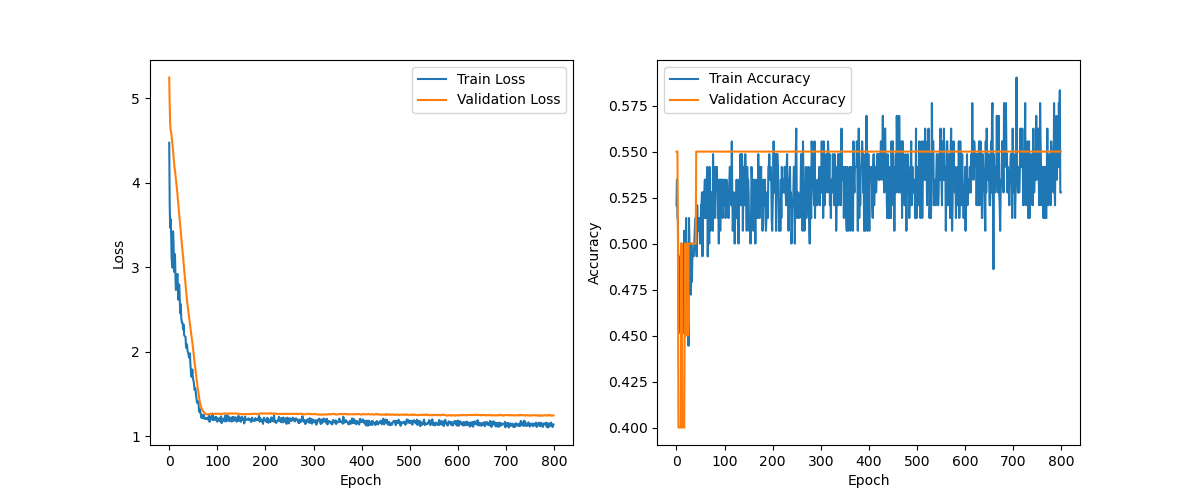 Train Loss
Validation Loss
5
4
3
2
1
Loss
0 100 200 300 400 500 600 700 800
Epoch
Train Accuracy
Validation Accuracy
0.575
0.550
0.525
0.500
0.475
0.450
0.425
0.400
Accuracy
0 100 200 300 400 500 600 700 800
Epoch